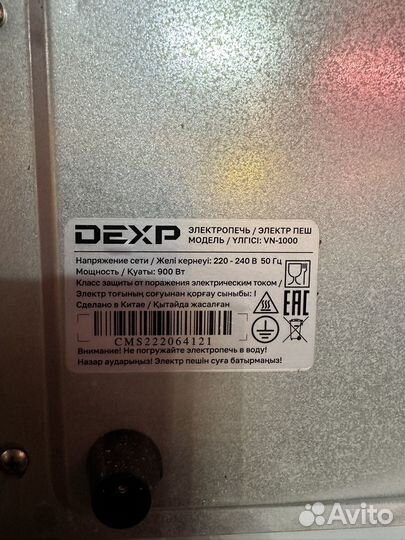 DEXP
ЭЛЕКТРОПЕЧЬ / ЭЛЕКТР ПЕШ
МОДЕЛЬ / ҮЛГІСІ: VN-1000
Напряжение сети / Желі кернеуі: 220 - 240 В 50 Гц
Мощность / Қуаты: 900 Вт
Класс защиты от поражения электрическим током /
Электр тоғының соғуынан қорғау сыныбы: I
Сделано в Китае / Қытайда жасалған
EAC
CMS222064121
Внимание! Не погружайте электропечь в воду!
Назар аударыңыз! Электр пешін суға батырмаңыз!
Avito